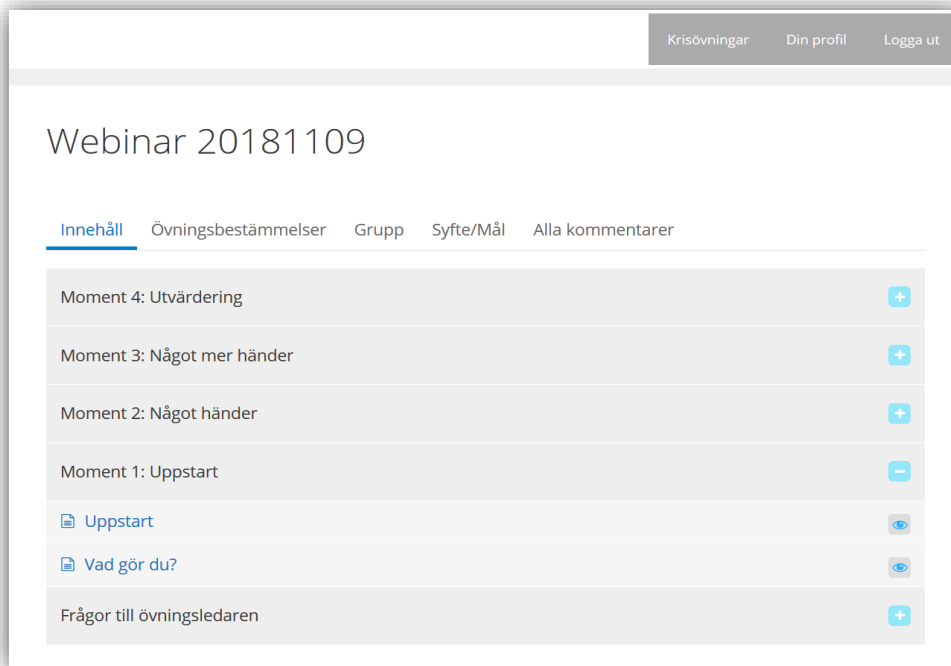 Krisövningar Din profil Logga ut
Webinar 20181109
Innehåll Övningsbestämmelser Grupp Syfte/Mål Alla kommentarer
Moment 4: Utvärdering
Moment 3: Något mer händer
Moment 2: Något händer
Moment 1: Uppstart
Uppstart
Vad gör du?
Frågor till övningsledaren